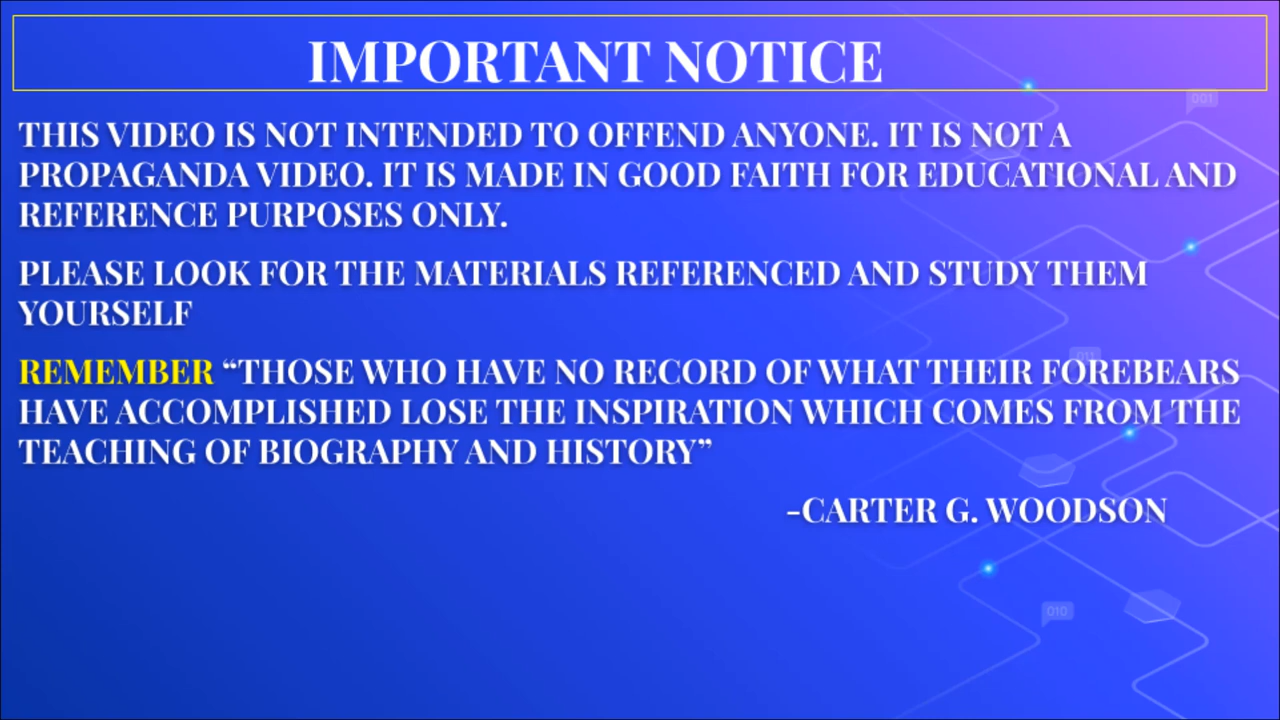 IMPORTANT NOTICE
001
THIS VIDEO IS NOT INTENDED TO OFFEND ANYONE. IT IS NOT A
PROPAGANDA VIDEO. IT IS MADE IN GOOD FAITH FOR EDUCATIONAL AND
REFERENCE PURPOSES ONLY.
PLEASE LOOK FOR THE MATERIALS REFERENCED AND STUDY THEM
YOURSELF
011
REMEMBER “THOSE WHO HAVE NO RECORD OF WHAT THEIR FOREBEARS
HAVE ACCOMPLISHED LOSE THE INSPIRATION WHICH COMES FROM THE
TEACHING OF BIOGRAPHY AND HISTORY”
-CARTER G. WOODSON
010